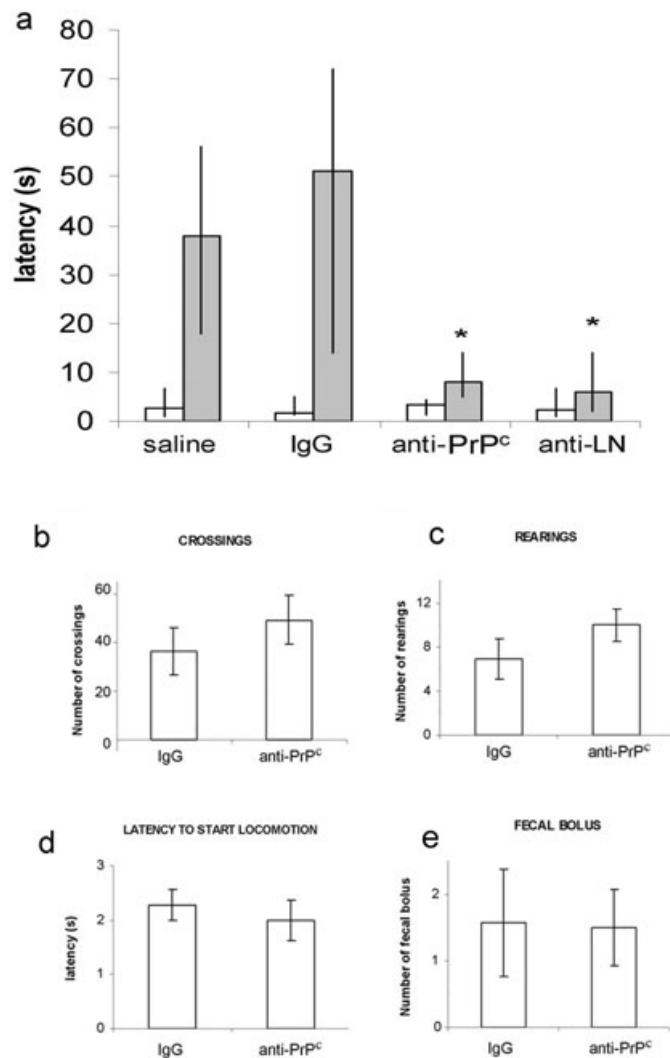 a
80
70
60
50
40
30
20
10
0
latency (s)
* *
saline IgG anti-PrPᶜ anti-LN
b
CROSSINGS
60
40
20
0
Number of crossings
IgG anti-PrPᶜ
c
REARINGS
12
8
4
0
Number of rearings
IgG anti-PrPᶜ
d
LATENCY TO START LOCOMOTION
3
2
1
0
latency (s)
IgG anti-PrPᶜ
e
FECAL BOLUS
2
1
0
Number of fecal bolus
IgG anti-PrPᶜ